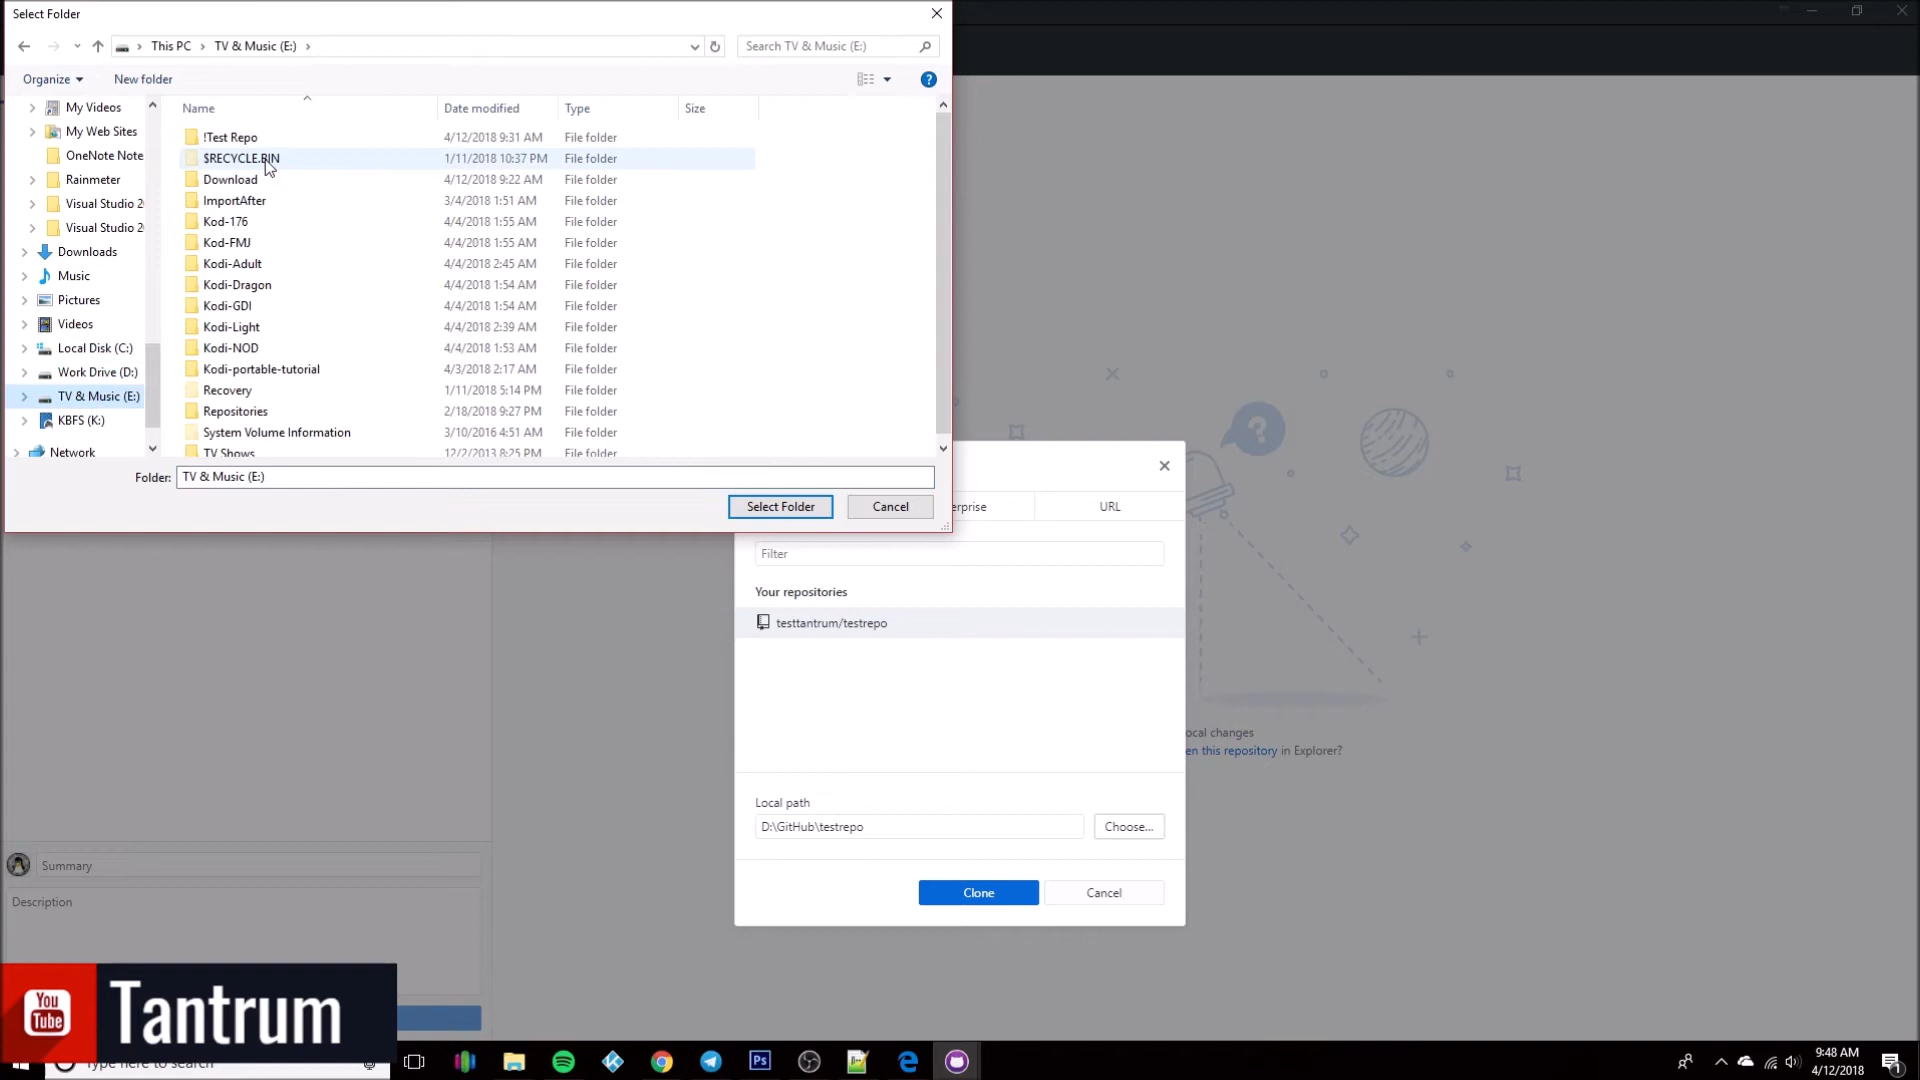 Select Folder
This PC > TV & Music (E:) >
Search TV & Music (E:)
Organize
New folder
Name
Date modified
Type
Size
My Videos
My Web Sites
OneNote Note
Rainmeter
Visual Studio 2
Visual Studio 2
Downloads
Music
Pictures
Videos
Local Disk (C:)
Work Drive (D:)
TV & Music (E:)
KBFS (K:)
Network
!Test Repo 4/12/2018 9:31 AM File folder
$RECYCLE.BIN 1/11/2018 10:37 PM File folder
Download 4/12/2018 9:22 AM File folder
ImportAfter 3/4/2018 1:51 AM File folder
Kod-176 4/4/2018 1:55 AM File folder
Kod-FMJ 4/4/2018 1:55 AM File folder
Kodi-Adult 4/4/2018 2:45 AM File folder
Kodi-Dragon 4/4/2018 1:54 AM File folder
Kodi-GDI 4/4/2018 1:54 AM File folder
Kodi-Light 4/4/2018 2:39 AM File folder
Kodi-NOD 4/4/2018 1:53 AM File folder
Kodi-portable-tutorial 4/3/2018 2:17 AM File folder
Recovery 1/11/2018 5:14 PM File folder
Repositories 2/18/2018 9:27 PM File folder
System Volume Information 3/10/2016 4:51 AM File folder
TV Shows 12/2/2013 8:25 PM File folder
Folder: TV & Music (E:)
Select Folder
Cancel
erprise
URL
Filter
Your repositories
testtantrum/testrepo
ocal changes
en this repository in Explorer?
Local path
D:\GitHub\testrepo
Choose...
Clone
Cancel
Summary
Description
You
Tube
Tantrum
Type here to search
Ps
9:48 AM
4/12/2018
1